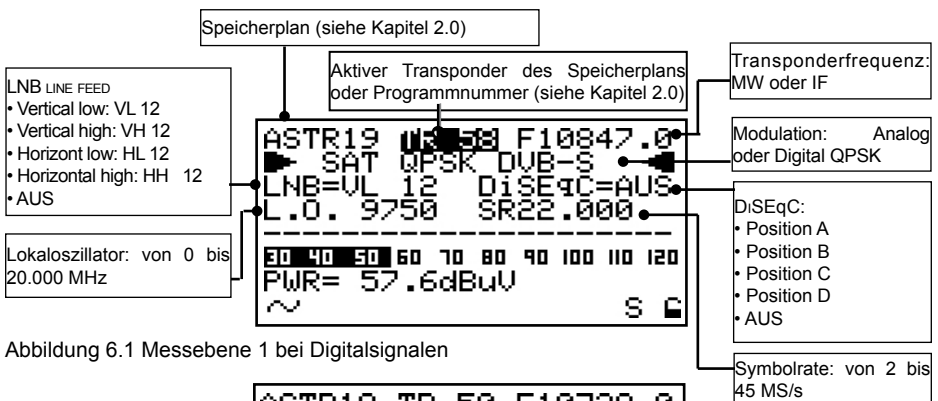 Speicherplan (siehe Kapitel 2.0)
Aktiver Transponder des Speicherplans
oder Programmnummer (siehe Kapitel 2.0)
Transponderfrequenz:
MW oder IF
LNB LINE FEED
• Vertical low: VL 12
• Vertical high: VH 12
• Horizont low: HL 12
• Horizontal high: HH 12
• AUS
Modulation: Analog
oder Digital QPSK
ASTR19 F10847.0
SAT QPSK DVB-S
LNB=VL 12 DiSEqC=AUS
L.O. 9750 SR22.000
30 40 50 60 70 80 90 100 110 120
PWR= 57.6dBuV
S
Lokaloszillator: von 0 bis
20.000 MHz
DiSEqC:
• Position A
• Position B
• Position C
• Position D
• AUS
Abbildung 6.1 Messebene 1 bei Digitalsignalen
Symbolrate: von 2 bis
45 MS/s